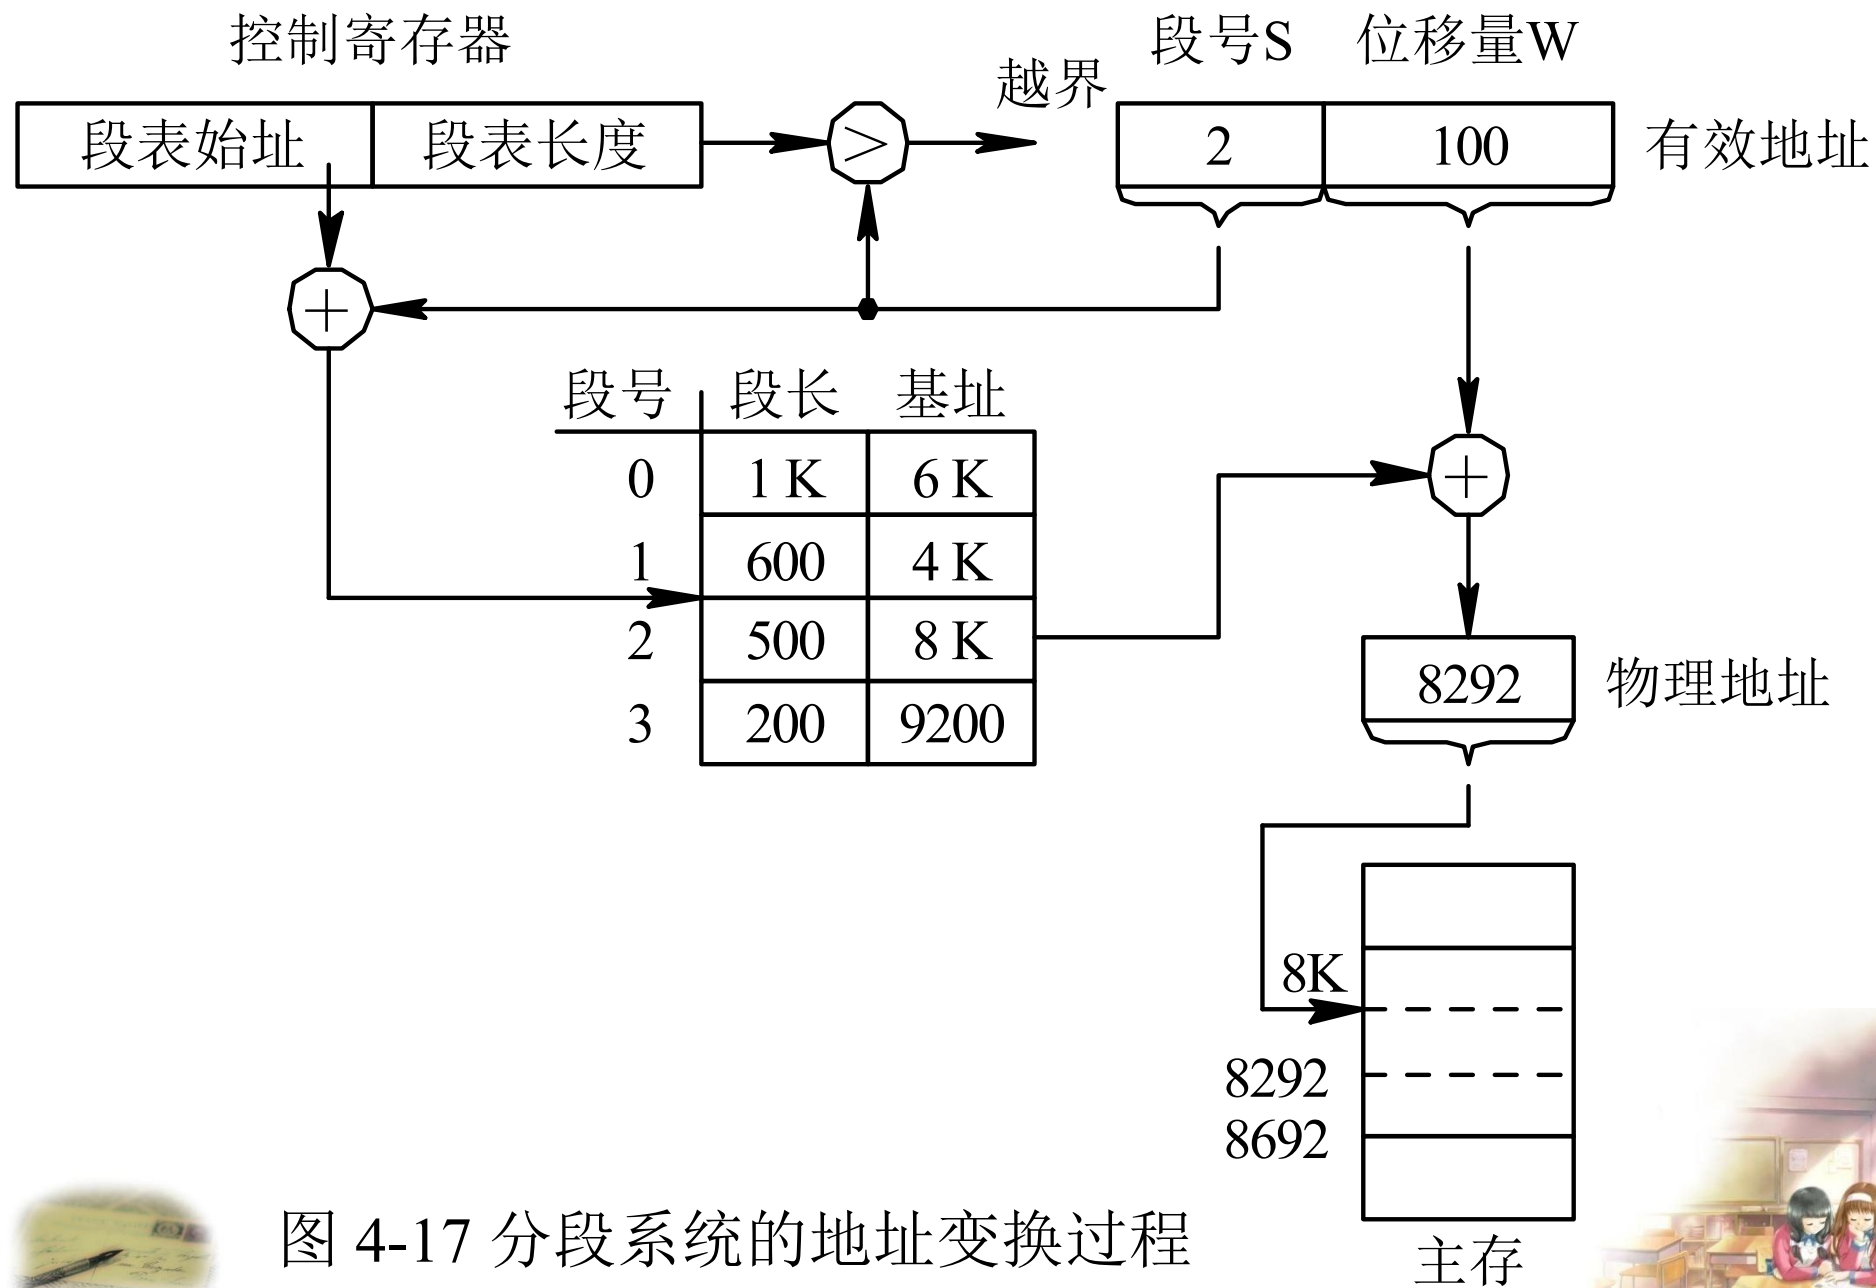 控制寄存器
段号S 位移量W
越界
段表始址 段表长度 > 2 100 有效地址
+
段号 段长 基址
0 1 K 6 K
+
1 600 4 K
2 500 8 K
8292 物理地址
3 200 9200
8K
8292
8692
图 4-17 分段系统的地址变换过程
主存